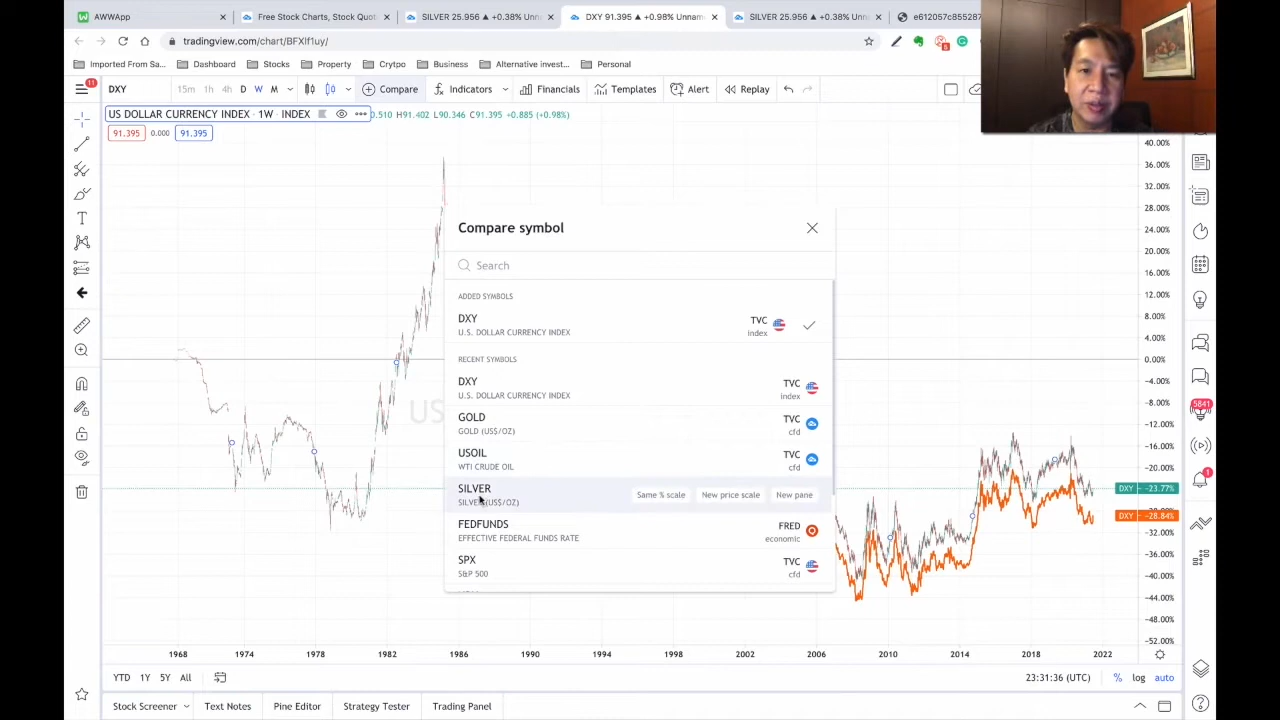 AWWApp
Free Stock Charts, Stock Quot
SILVER 25.956 ▲ +0.38% Unn
DXY 91.395 ▲ +0.98% Unnam
SILVER 25.956 ▲ +0.38% Unn
e612057c855287
tradingview.com/chart/BFXlf1uy/
Imported From Sa...
Dashboard
Stocks
Property
Crytpo
Business
Alternative invest...
Personal
11
DXY
15m 1h 4h D W M
Compare
Indicators
Financials
Templates
Alert
Replay
US DOLLAR CURRENCY INDEX · 1W · INDEX
0.510 H91.402 L90.346 C91.395 +0.885 (+0.98%)
91.395 0.000 91.395
40.00%
36.00%
32.00%
28.00%
24.00%
20.00%
16.00%
12.00%
8.00%
4.00%
0.00%
−4.00%
−8.00%
−12.00%
−16.00%
−20.00%
DXY −23.77%
DXY −28.84%
−32.00%
−36.00%
−40.00%
−44.00%
−48.00%
−52.00%
US
Compare symbol
Search
ADDED SYMBOLS
DXY
U.S. DOLLAR CURRENCY INDEX
TVC
index
RECENT SYMBOLS
DXY
U.S. DOLLAR CURRENCY INDEX
TVC
index
GOLD
GOLD (US$/OZ)
TVC
cfd
USOIL
WTI CRUDE OIL
TVC
cfd
SILVER
(US$/OZ)
Same % scale
New price scale
New pane
FEDFUNDS
EFFECTIVE FEDERAL FUNDS RATE
FRED
economic
SPX
S&P 500
TVC
cfd
5841
1
1968 1974 1978 1982 1986 1990 1994 1998 2002 2006 2010 2014 2018 2022
YTD 1Y 5Y All
23:31:36 (UTC)
% log auto
Stock Screener
Text Notes
Pine Editor
Strategy Tester
Trading Panel